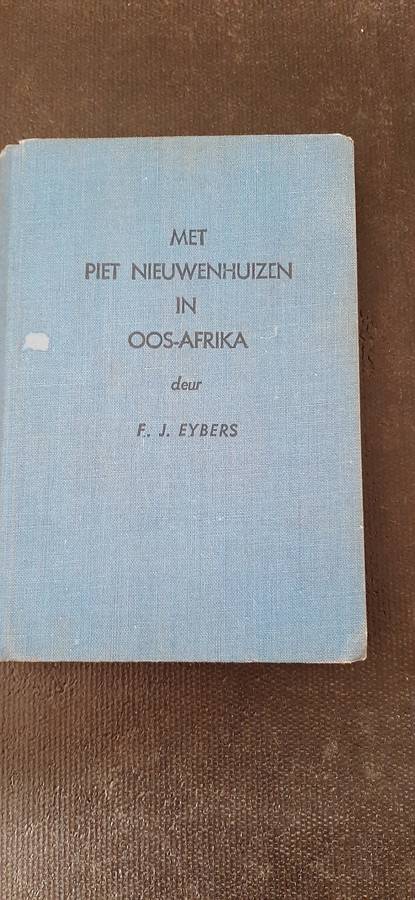 MET
PIET NIEUWENHUIZEN
IN
OOS-AFRIKA
deur
F. J. EYBERS